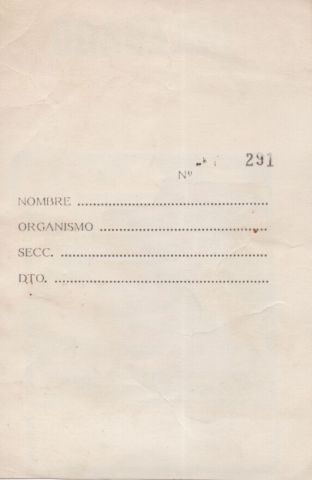 291
Nº
NOMBRE ..................................................
ORGANISMO ............................................
SECC. ......................................................
DTO. ........................................................